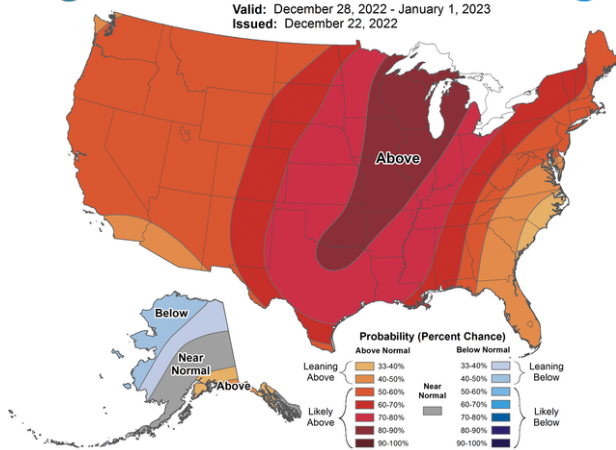 Valid: December 28, 2022 - January 1, 2023
Issued: December 22, 2022
Above
Below
Near
Normal
Above
Probability (Percent Chance)
Above Normal
Below Normal
Leaning
Above
33-40%
40-50%
Likely
Above
50-60%
60-70%
70-80%
80-90%
90-100%
Near
Normal
33-40%
40-50%
Leaning
Below
50-60%
60-70%
70-80%
80-90%
90-100%
Likely
Below